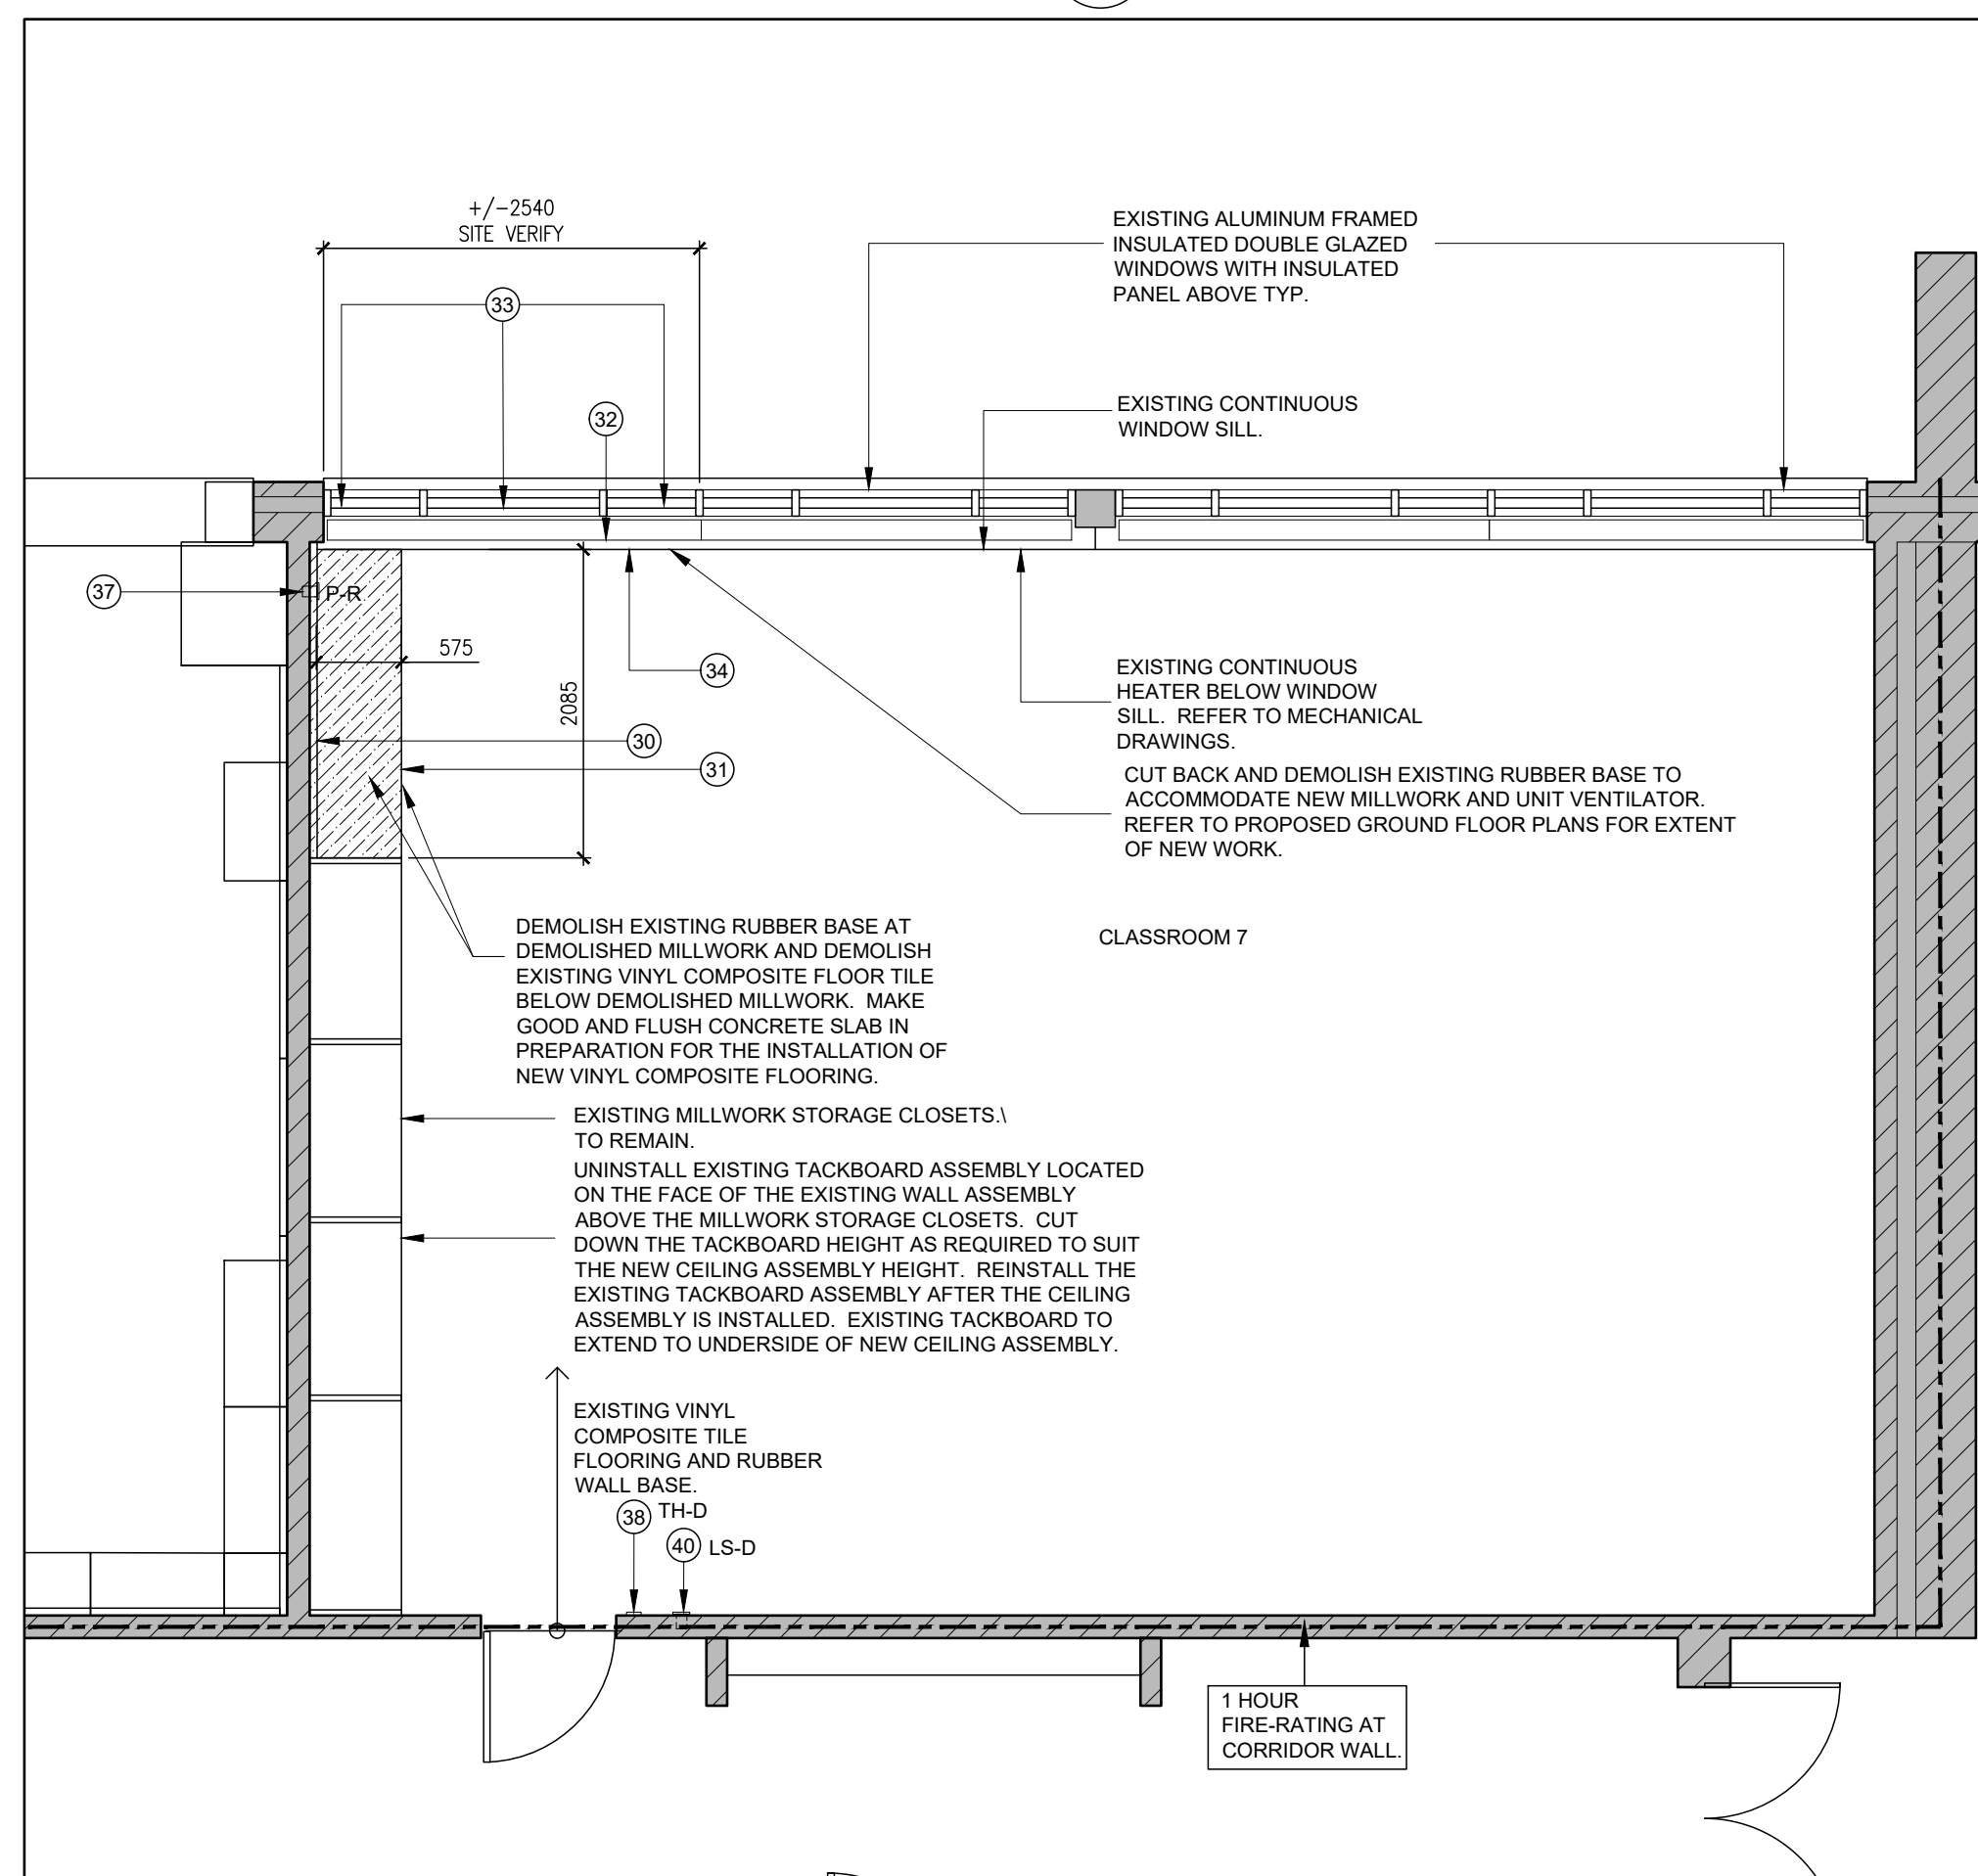 +/-2540
SITE VERIFY
EXISTING ALUMINUM FRAMED
INSULATED DOUBLE GLAZED
WINDOWS WITH INSULATED
PANEL ABOVE TYP.
33
32
EXISTING CONTINUOUS
WINDOW SILL.
37
P-R
575
2085
34
30
31
EXISTING CONTINUOUS
HEATER BELOW WINDOW
SILL. REFER TO MECHANICAL
DRAWINGS.
CUT BACK AND DEMOLISH EXISTING RUBBER BASE TO
ACCOMMODATE NEW MILLWORK AND UNIT VENTILATOR.
REFER TO PROPOSED GROUND FLOOR PLANS FOR EXTENT
OF NEW WORK.
DEMOLISH EXISTING RUBBER BASE AT
DEMOLISHED MILLWORK AND DEMOLISH
EXISTING VINYL COMPOSITE FLOOR TILE
BELOW DEMOLISHED MILLWORK. MAKE
GOOD AND FLUSH CONCRETE SLAB IN
PREPARATION FOR THE INSTALLATION OF
NEW VINYL COMPOSITE FLOORING.
CLASSROOM 7
EXISTING MILLWORK STORAGE CLOSETS.\
TO REMAIN.
UNINSTALL EXISTING TACKBOARD ASSEMBLY LOCATED
ON THE FACE OF THE EXISTING WALL ASSEMBLY
ABOVE THE MILLWORK STORAGE CLOSETS. CUT
DOWN THE TACKBOARD HEIGHT AS REQUIRED TO SUIT
THE NEW CEILING ASSEMBLY HEIGHT. REINSTALL THE
EXISTING TACKBOARD ASSEMBLY AFTER THE CEILING
ASSEMBLY IS INSTALLED. EXISTING TACKBOARD TO
EXTEND TO UNDERSIDE OF NEW CEILING ASSEMBLY.
EXISTING VINYL
COMPOSITE TILE
FLOORING AND RUBBER
WALL BASE.
38 TH-D
40 LS-D
1 HOUR
FIRE-RATING AT
CORRIDOR WALL.